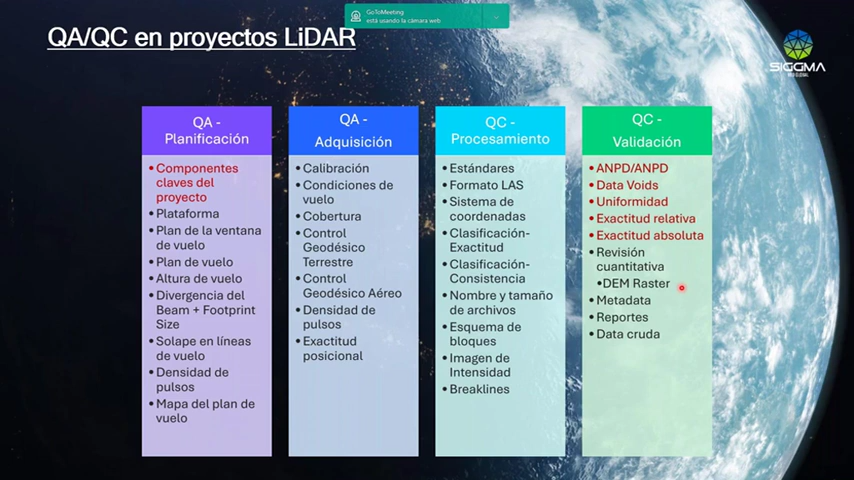 GoToMeeting
está usando la cámara web
QA/QC en proyectos LiDAR
SIGGMA
QA -
Planificación
• Componentes
claves del
proyecto
• Plataforma
• Plan de la ventana
de vuelo
• Plan de vuelo
• Altura de vuelo
• Divergencia del
Beam + Footprint
Size
• Solape en líneas
de vuelo
• Densidad de
pulsos
• Mapa del plan de
vuelo
QA -
Adquisición
• Calibración
• Condiciones de
vuelo
• Cobertura
• Control
Geodésico
Terrestre
• Control
Geodésico Aéreo
• Densidad de
pulsos
• Exactitud
posicional
QC -
Procesamiento
• Estándares
• Formato LAS
• Sistema de
coordenadas
• Clasificación-
Exactitud
• Clasificación-
Consistencia
• Nombre y tamaño
de archivos
• Esquema de
bloques
• Imagen de
Intensidad
• Breaklines
QC -
Validación
• ANPD/ANPD
• Data Voids
• Uniformidad
• Exactitud relativa
• Exactitud absoluta
• Revisión
cuantitativa
• DEM Raster
• Metadata
• Reportes
• Data cruda